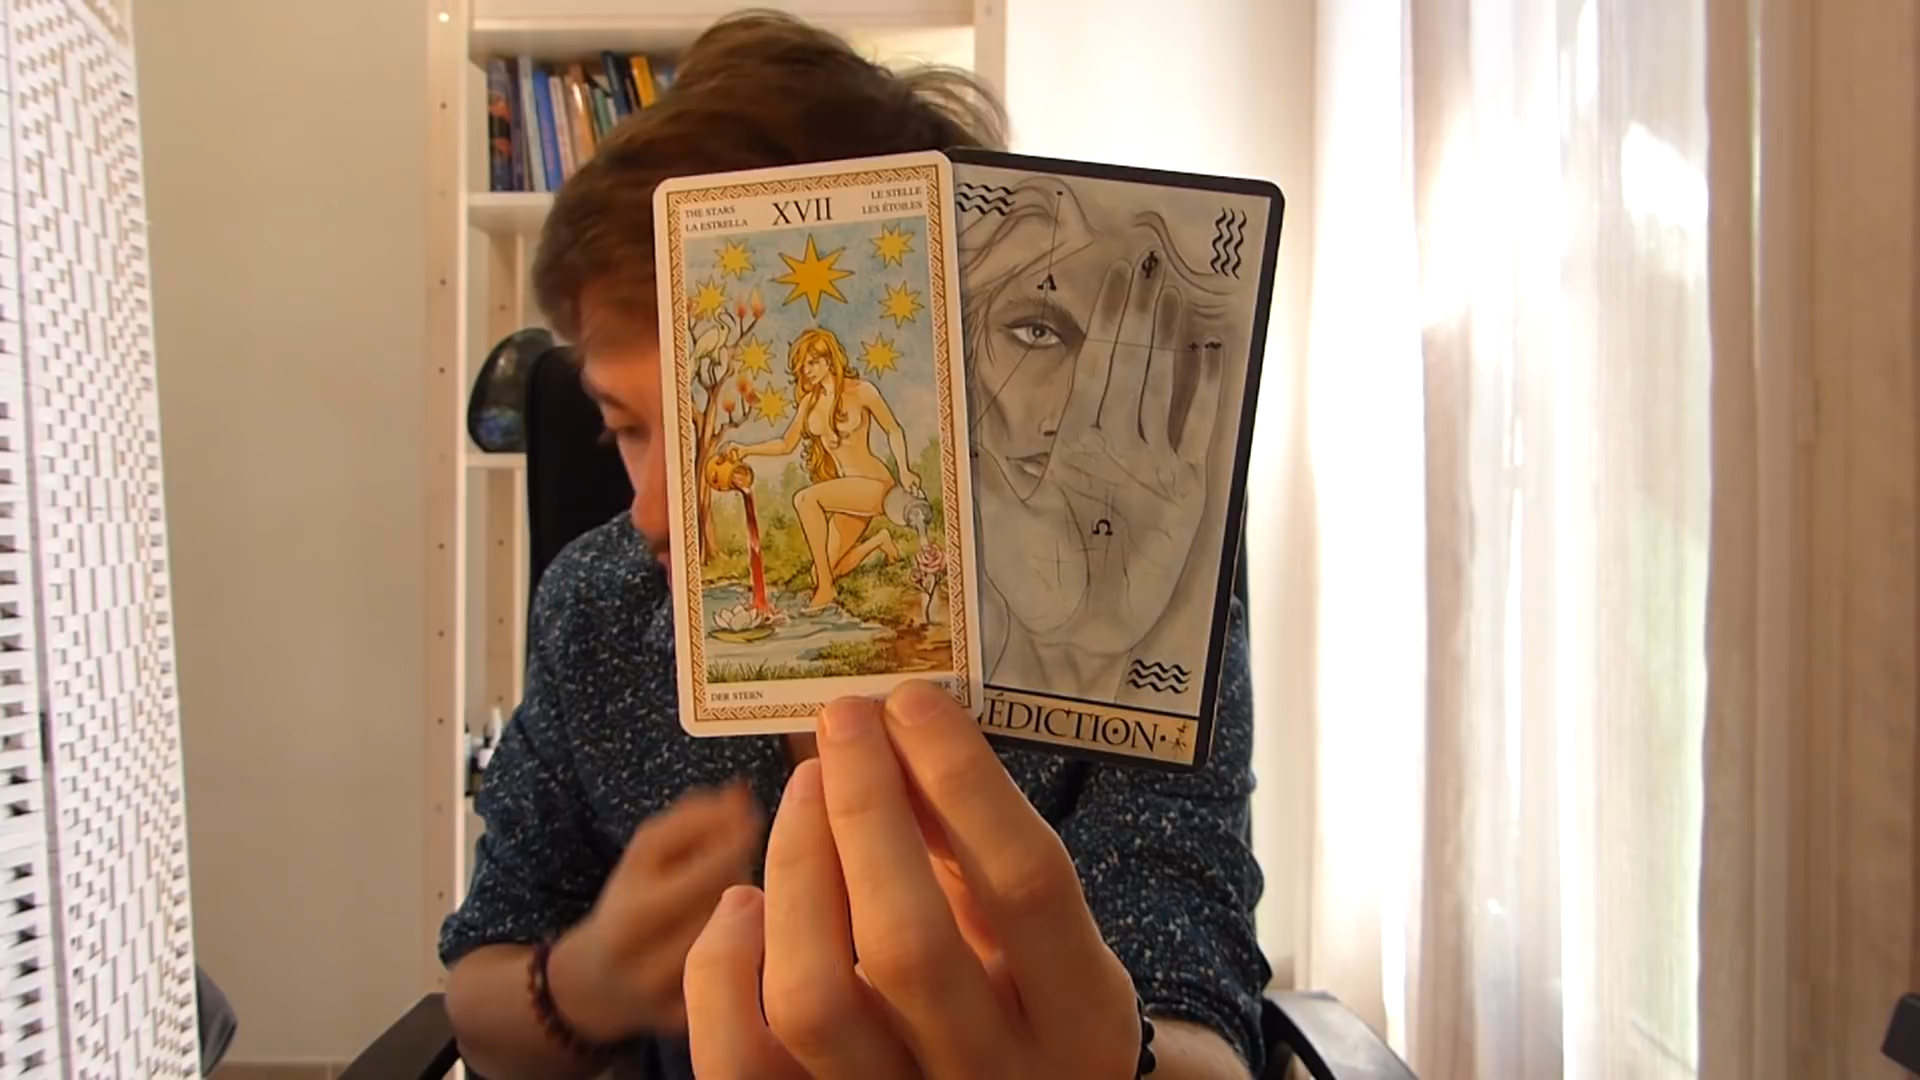 THE STARS
LA ESTRELLA
XVII
LE STELLE
LES ÉTOILES
DER STERN
Λ
Φ
Ω
ÉDICTION